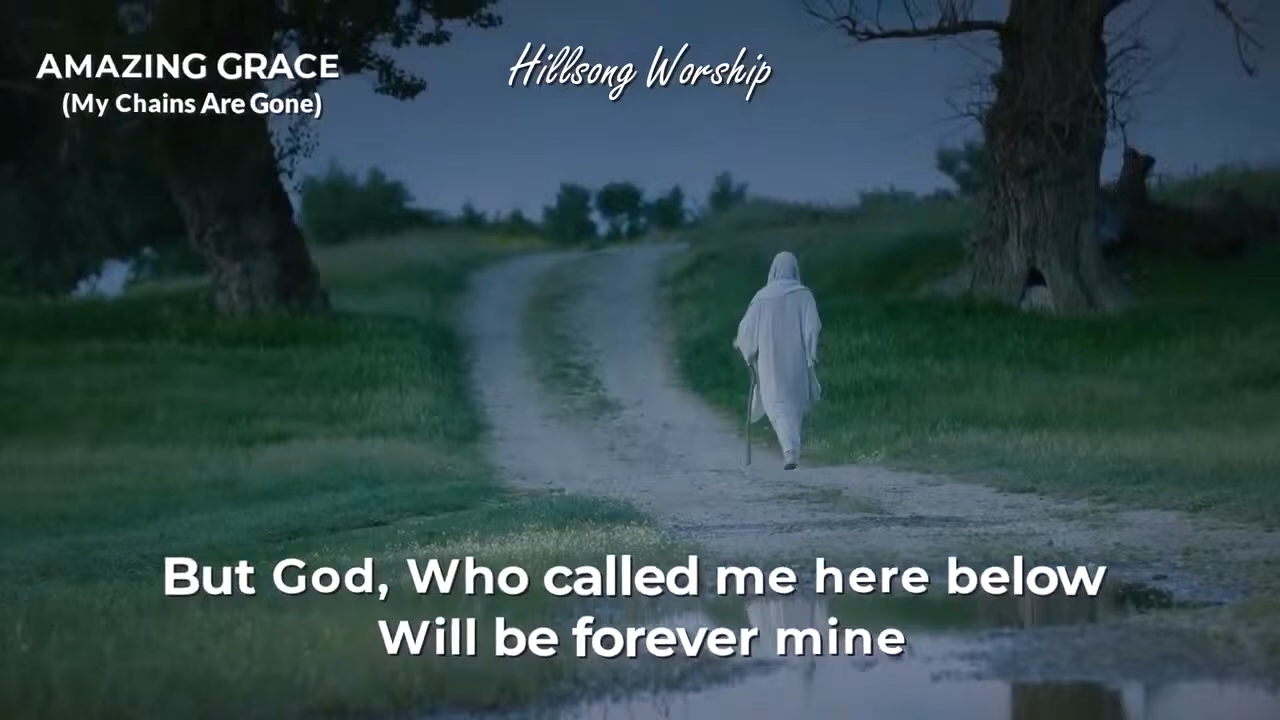 AMAZING GRACE
(My Chains Are Gone)
Hillsong Worship
But God, Who called me here below
Will be forever mine